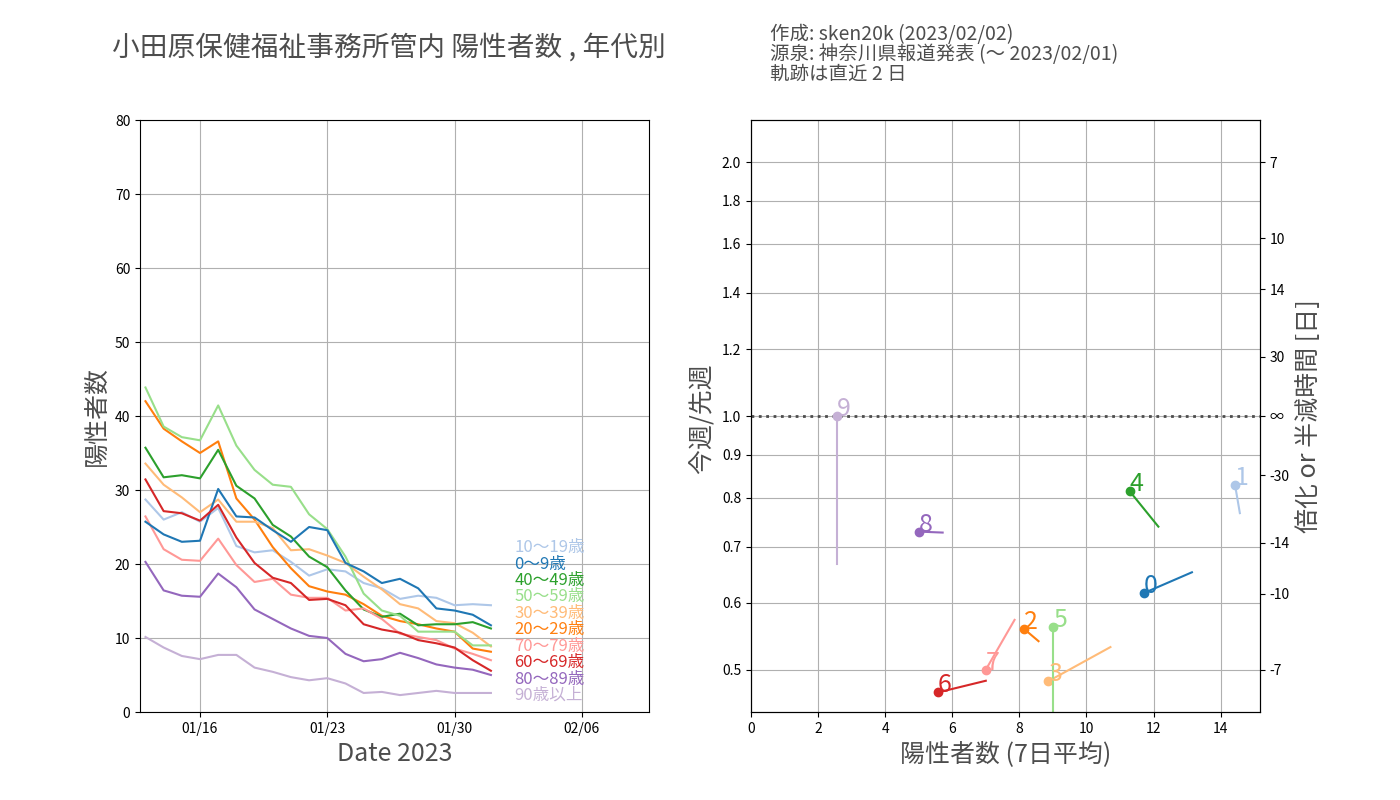 小田原保健福祉事務所管内 陽性者数 , 年代別
作成: sken20k (2023/02/02)
源泉: 神奈川県報道発表 (〜 2023/02/01)
軌跡は直近 2 日
陽性者数
80
70
60
50
40
30
20
10
0
10〜19歳
0〜9歳
40〜49歳
50〜59歳
30〜39歳
20〜29歳
70〜79歳
60〜69歳
80〜89歳
90歳以上
01/16
01/23
01/30
02/06
Date 2023
今週/先週
2.0
1.8
1.6
1.4
1.2
1.0
0.9
0.8
0.7
0.6
0.5
9
1
4
8
0
5
2
7
3
6
7
10
14
30
∞
-30
-14
-10
-7
倍化 or 半減時間 [日]
0
2
4
6
8
10
12
14
陽性者数 (7日平均)